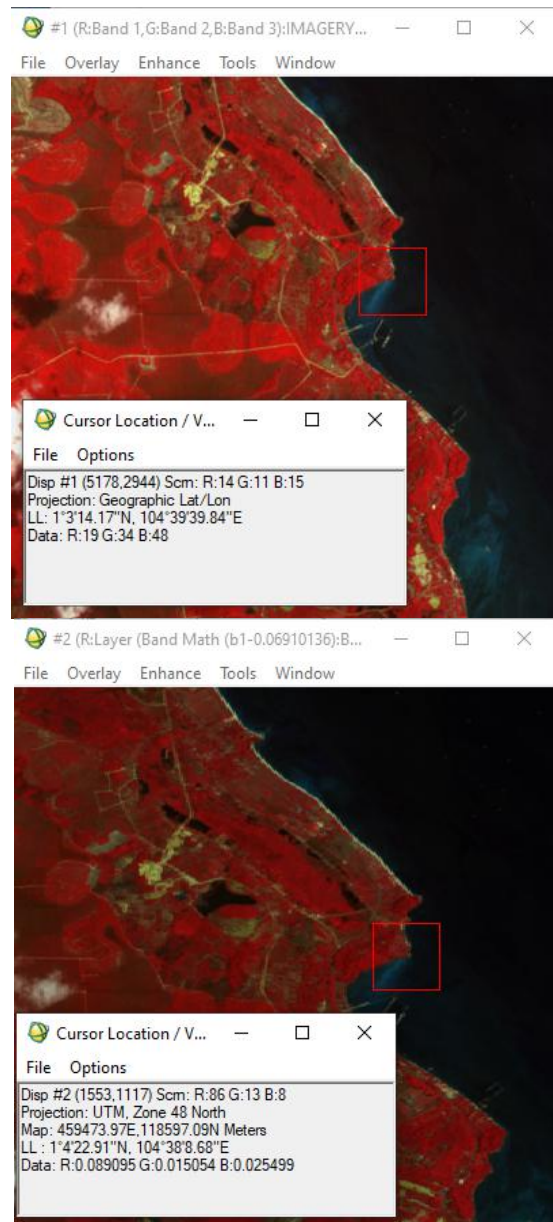 #1 (R:Band 1,G:Band 2,B:Band 3):IMAGERY...
File Overlay Enhance Tools Window
Cursor Location / V...
File Options
Disp #1 (5178,2944) Scrn: R:14 G:11 B:15
Projection: Geographic Lat/Lon
LL: 1°3'14.17"N, 104°39'39.84"E
Data: R:19 G:34 B:48
#2 (R:Layer (Band Math (b1-0.06910136):B...
File Overlay Enhance Tools Window
Cursor Location / V...
File Options
Disp #2 (1553,1117) Scrn: R:86 G:13 B:8
Projection: UTM, Zone 48 North
Map: 459473.97E,118597.09N Meters
LL : 1°4'22.91"N, 104°38'8.68"E
Data: R:0.089095 G:0.015054 B:0.025499